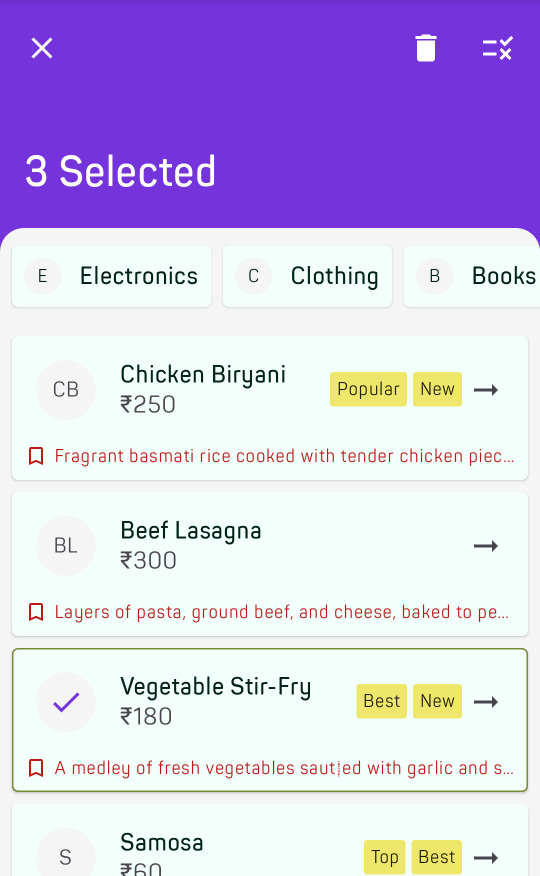 3 Selected
E Electronics C Clothing B Books
CB Chicken Biryani
₹250
Popular New
Fragrant basmati rice cooked with tender chicken piec...
BL Beef Lasagna
₹300
Layers of pasta, ground beef, and cheese, baked to pe...
Vegetable Stir-Fry
₹180
Best New
A medley of fresh vegetables saut¦ed with garlic and s...
S Samosa
₹60
Top Best